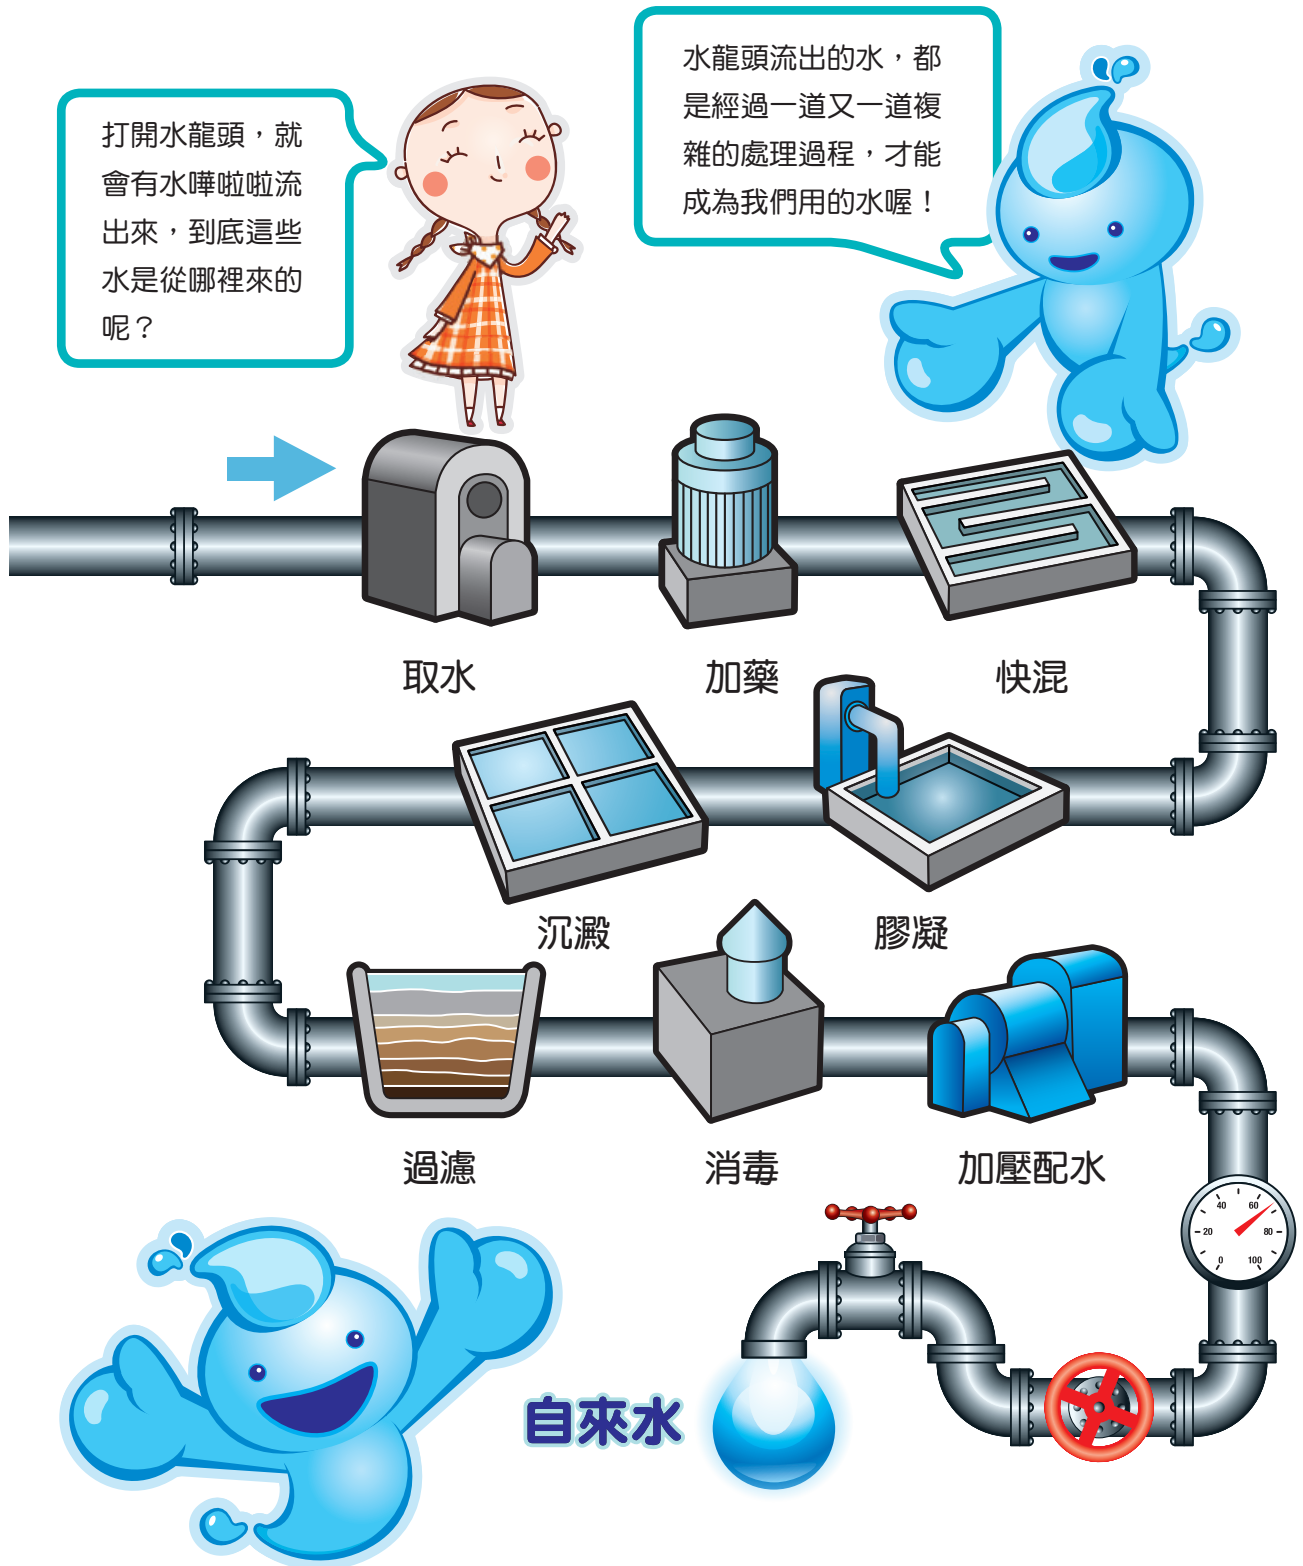 打開水龍頭，就
會有水嘩啦啦流
出來，到底這些
水是從哪裡來的
呢？
水龍頭流出的水，都
是經過一道又一道複
雜的處理過程，才能
成為我們用的水喔！
取水
加藥
快混
沉澱
膠凝
過濾
消毒
加壓配水
40 60
20 80
0 100
自來水